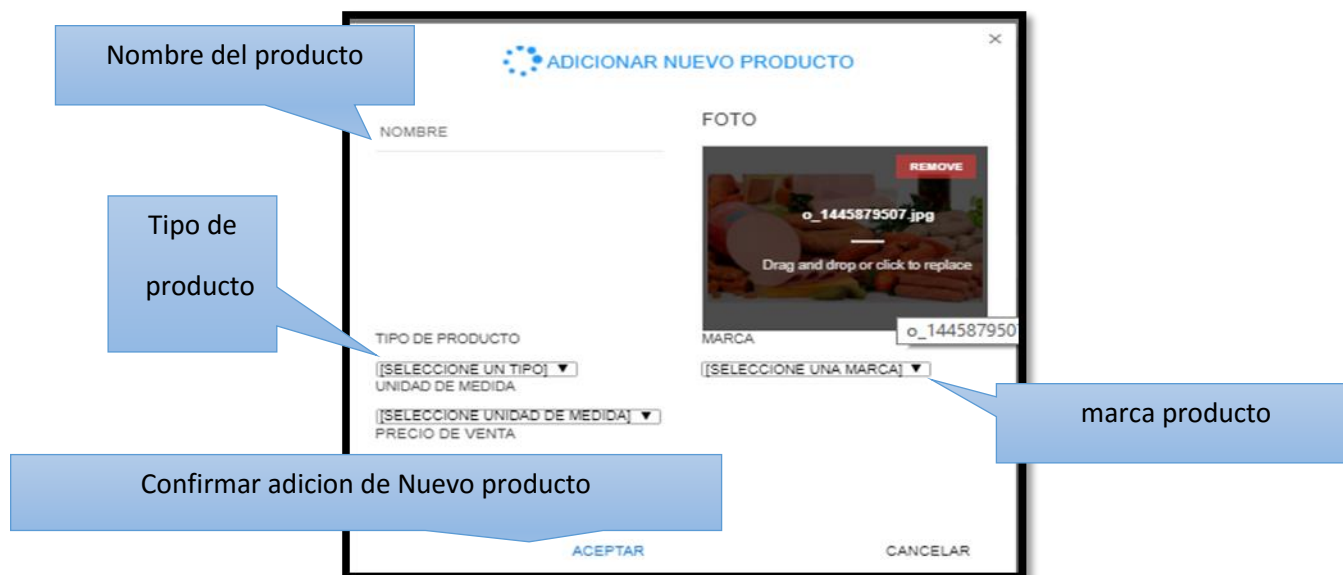 Nombre del producto
×
ADICIONAR NUEVO PRODUCTO
NOMBRE
FOTO
REMOVE
o_1445879507.jpg
Drag and drop or click to replace
Tipo de
producto
TIPO DE PRODUCTO
MARCA
o_144587950
[SELECCIONE UN TIPO] ▼
[SELECCIONE UNA MARCA] ▼
UNIDAD DE MEDIDA
[SELECCIONE UNIDAD DE MEDIDA] ▼
PRECIO DE VENTA
marca producto
Confirmar adicion de Nuevo producto
ACEPTAR
CANCELAR